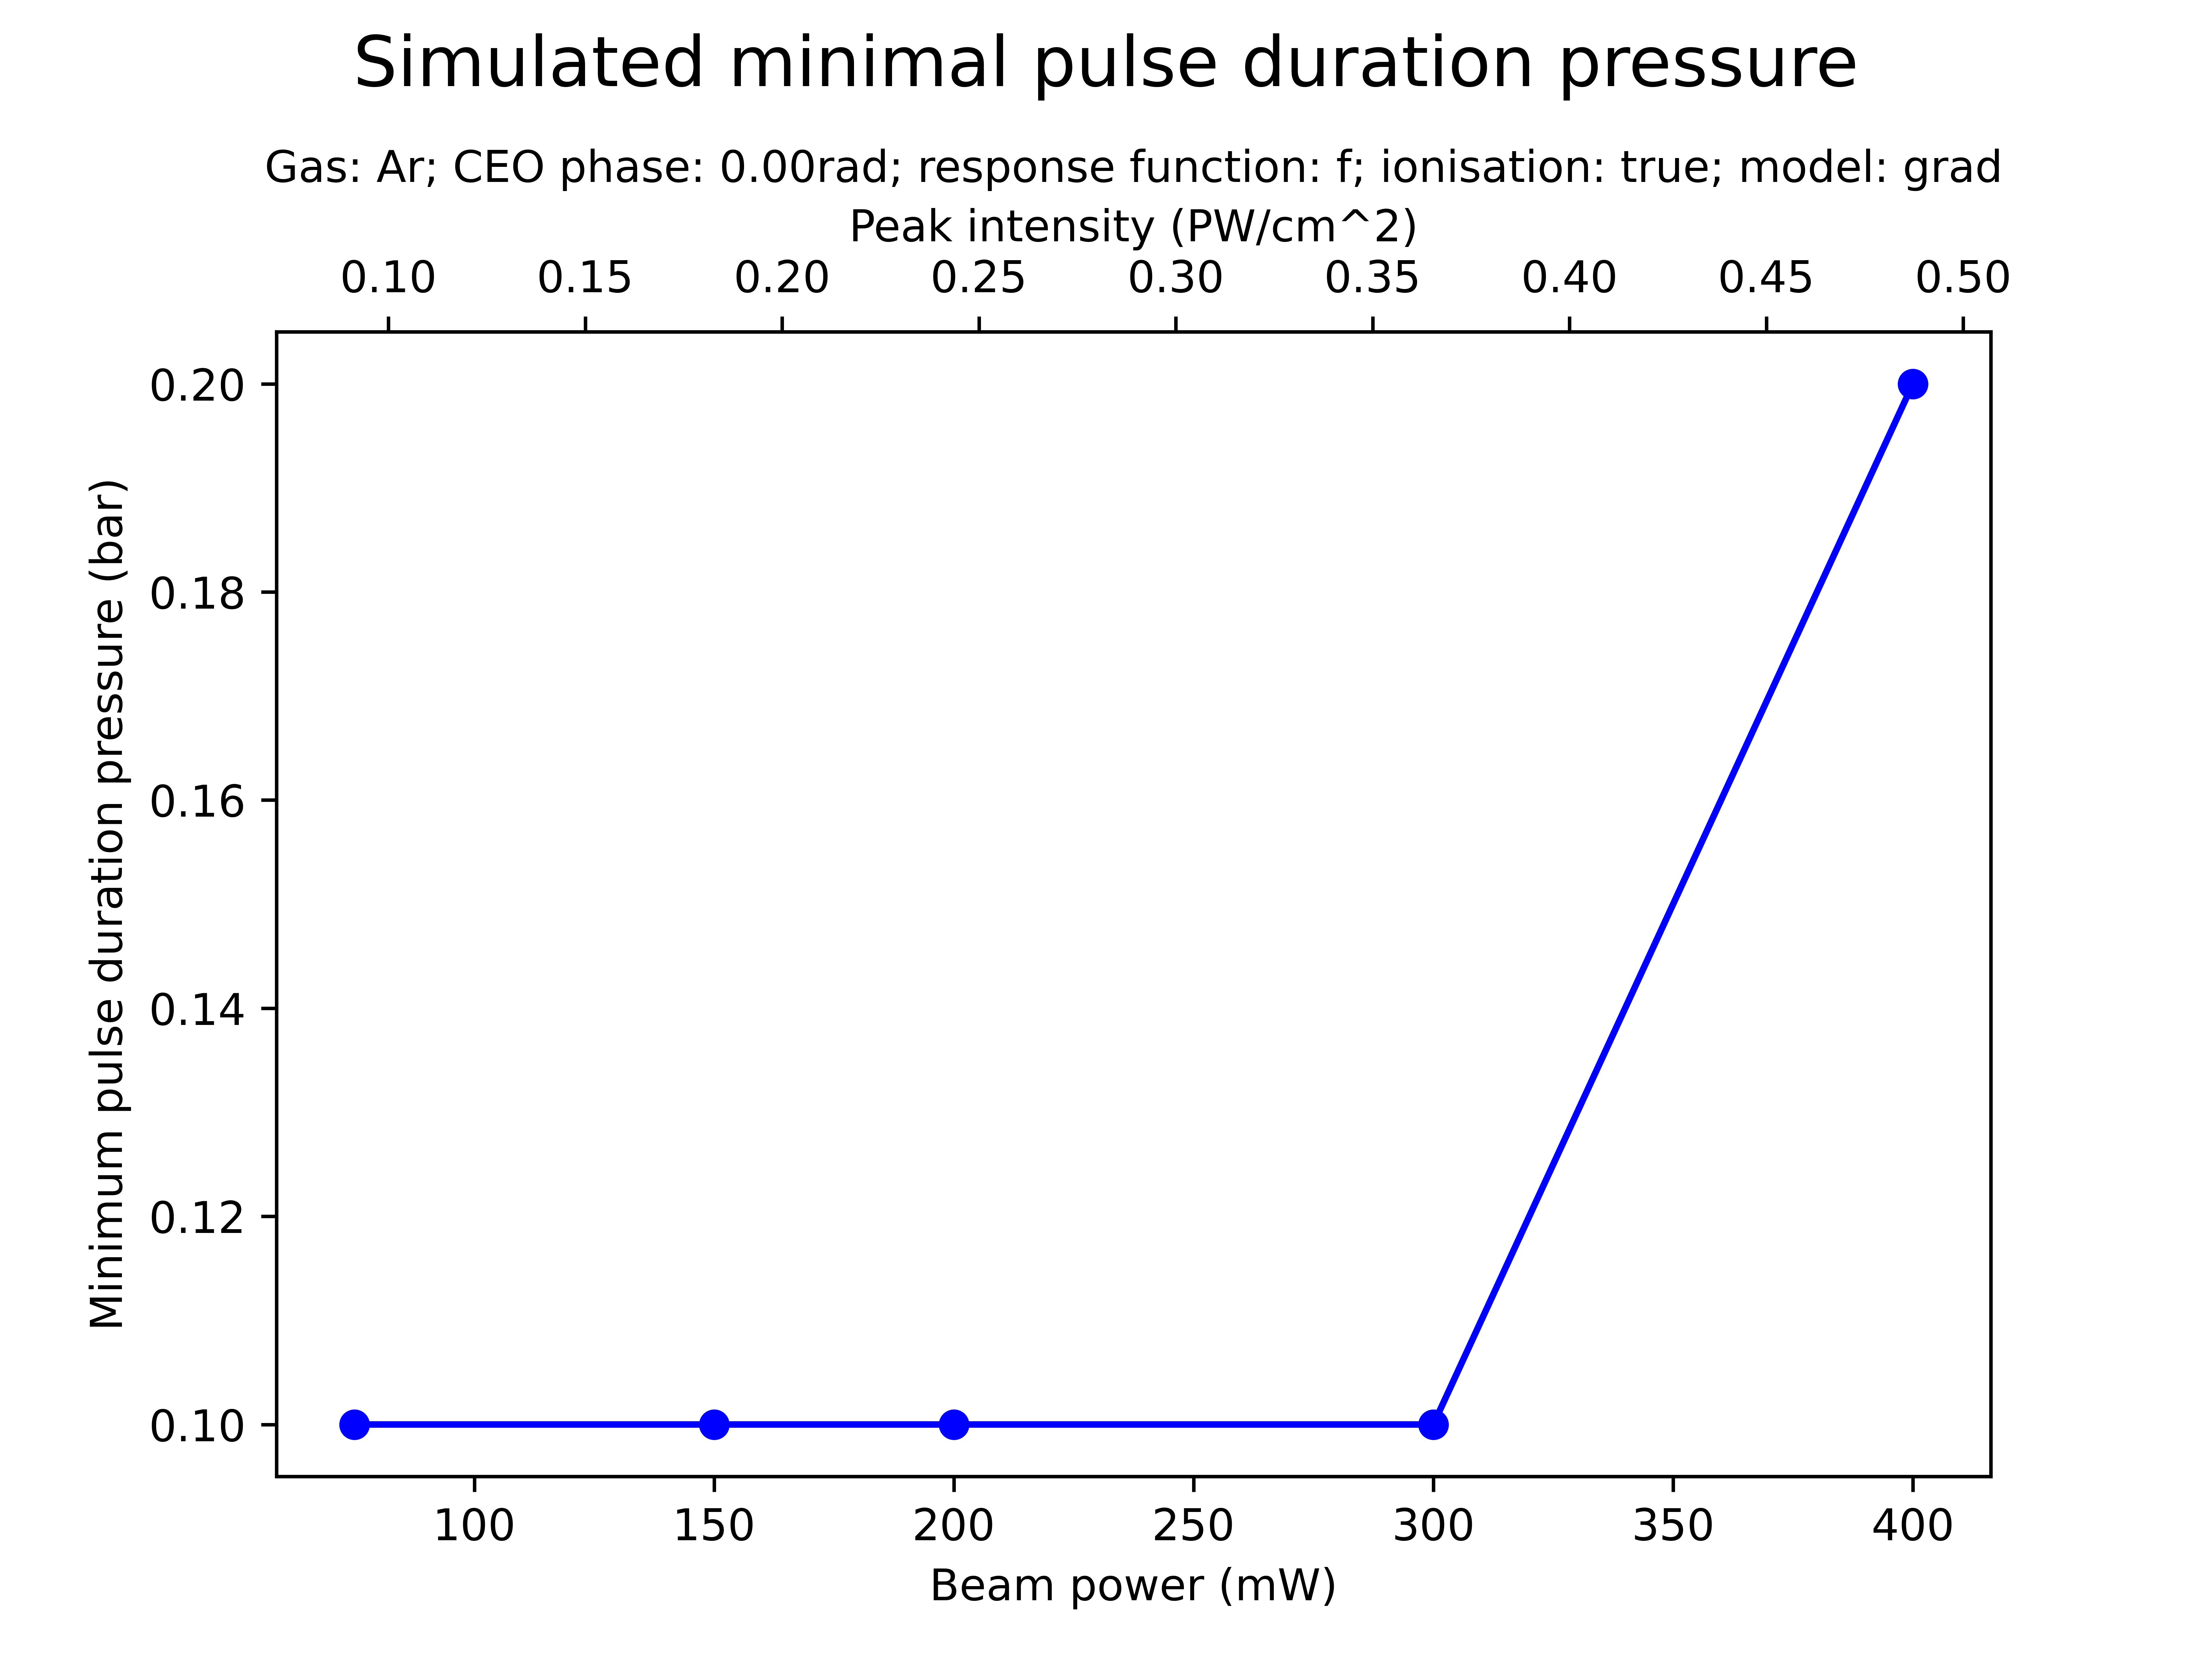 Simulated minimal pulse duration pressure
Gas: Ar; CEO phase: 0.00rad; response function: f; ionisation: true; model: grad
Peak intensity (PW/cm^2)
0.10 0.15 0.20 0.25 0.30 0.35 0.40 0.45 0.50
Minimum pulse duration pressure (bar)
0.20
0.18
0.16
0.14
0.12
0.10
100 150 200 250 300 350 400
Beam power (mW)